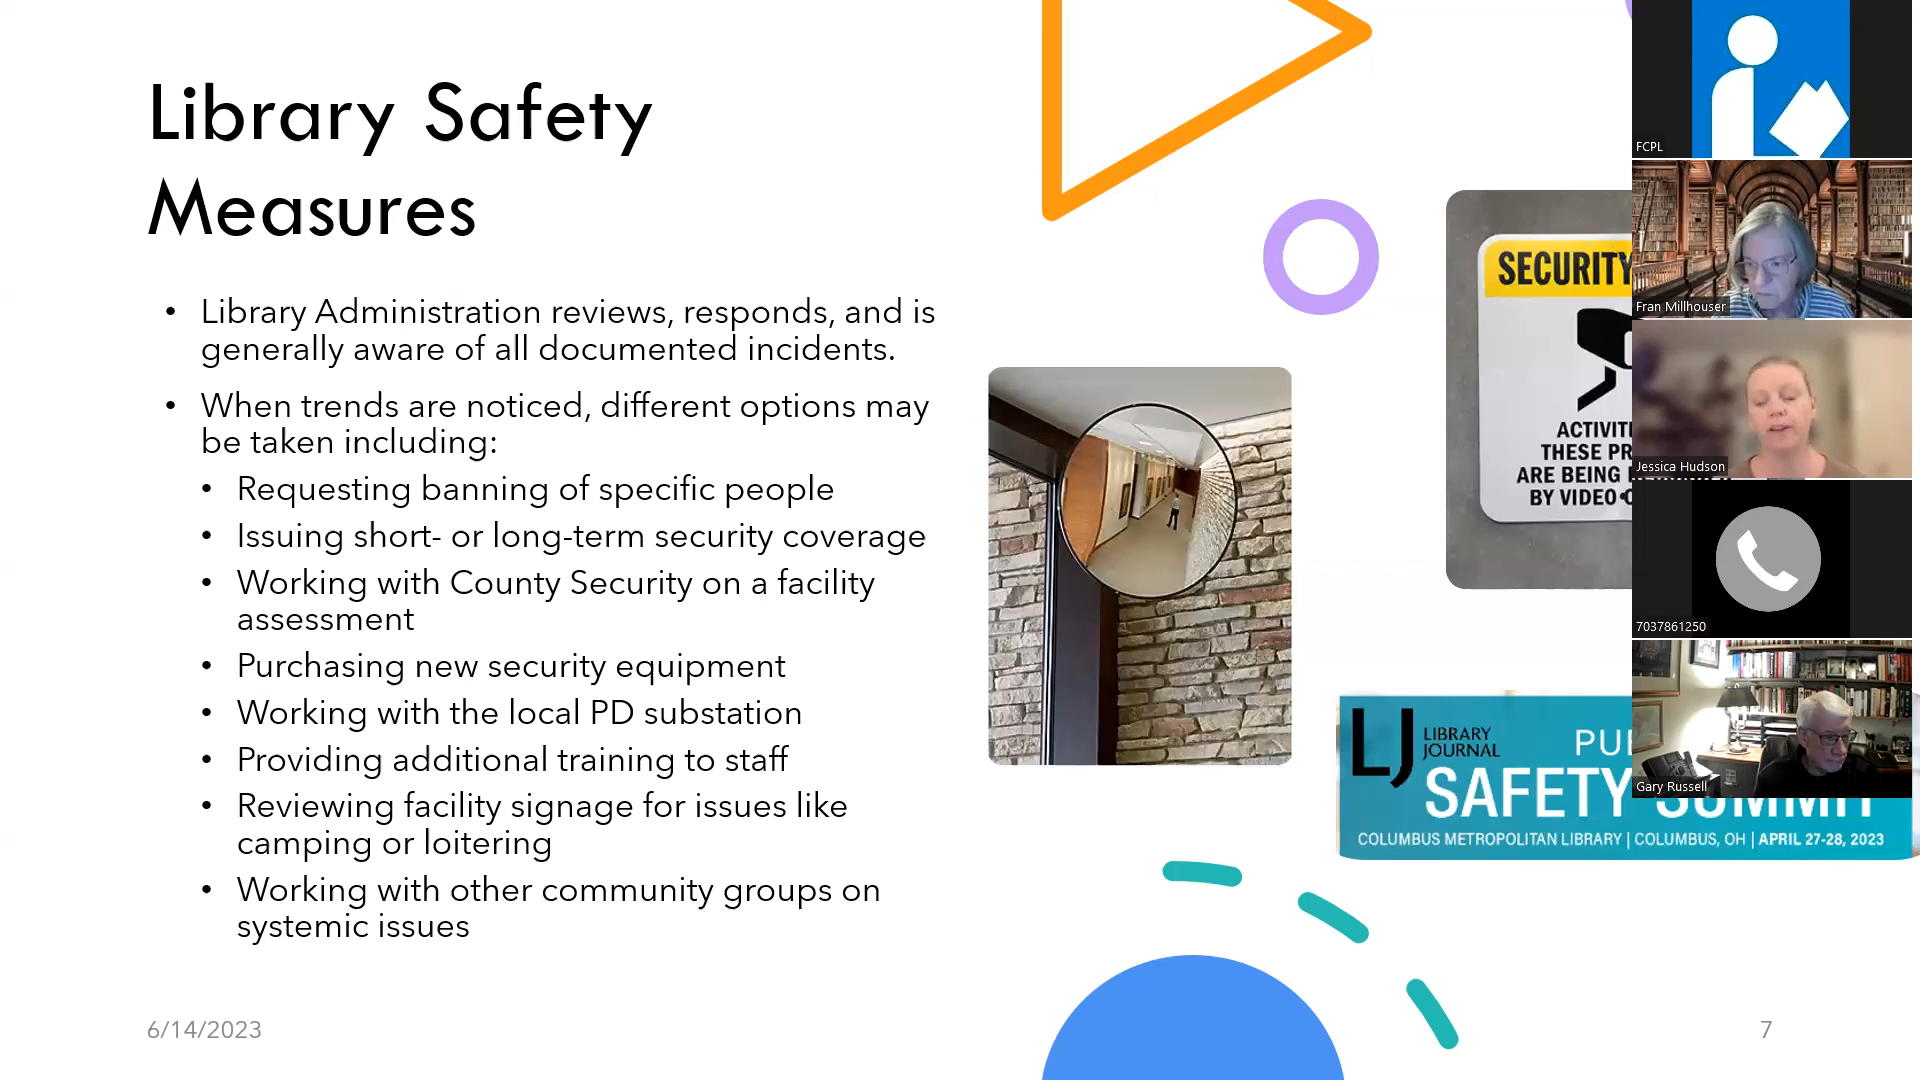 Library Safety
Measures
• Library Administration reviews, responds, and is
generally aware of all documented incidents.
• When trends are noticed, different options may
be taken including:
• Requesting banning of specific people
• Issuing short- or long-term security coverage
• Working with County Security on a facility
assessment
• Purchasing new security equipment
• Working with the local PD substation
• Providing additional training to staff
• Reviewing facility signage for issues like
camping or loitering
• Working with other community groups on
systemic issues
6/14/2023
7
SECURITY
ACTIVIT
THESE PR
ARE BEING
BY VIDEO
LJ LIBRARY
JOURNAL
PU
SAFETY SUMMIT
COLUMBUS METROPOLITAN LIBRARY | COLUMBUS, OH | APRIL 27-28, 2023
FCPL
Fran Millhouser
Jessica Hudson
7037861250
Gary Russell